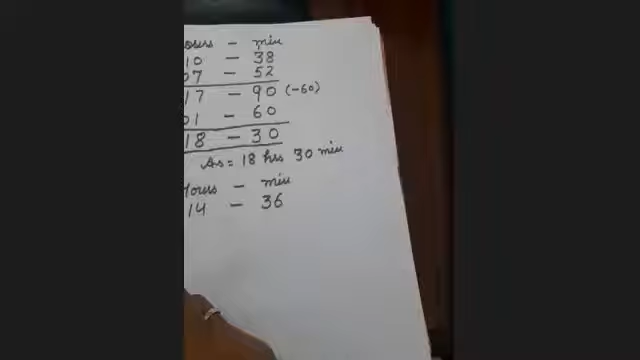 ours - min
10 - 38
07 - 52
17 - 90 (-60)
01 - 60
18 - 30
As = 18 hrs 30 min
Hours - min
14 - 36